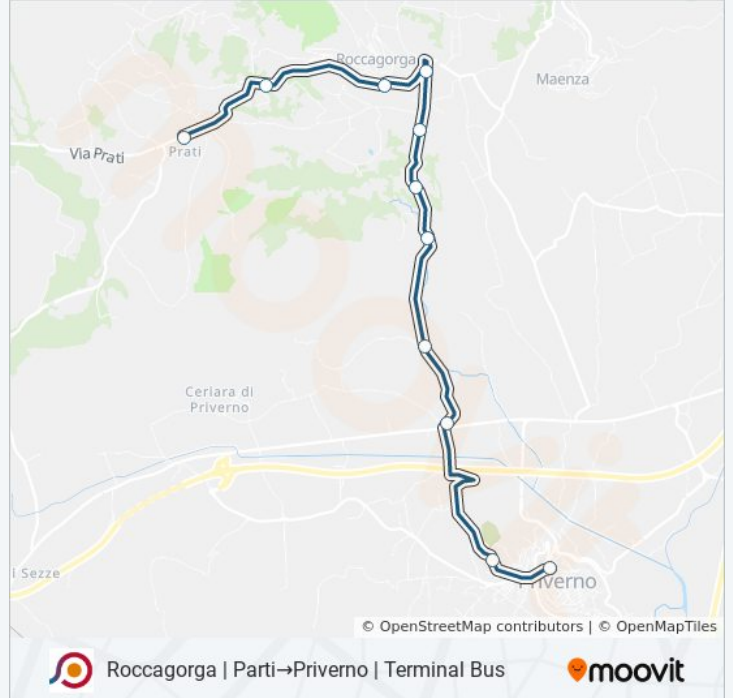 Roccagorga
Maenza
Via Prati
Prati
Ceriara di
Priverno
i Sezze
Priverno
© OpenStreetMap contributors | © OpenMapTiles
Roccagorga | Parti→Priverno | Terminal Bus
moovit